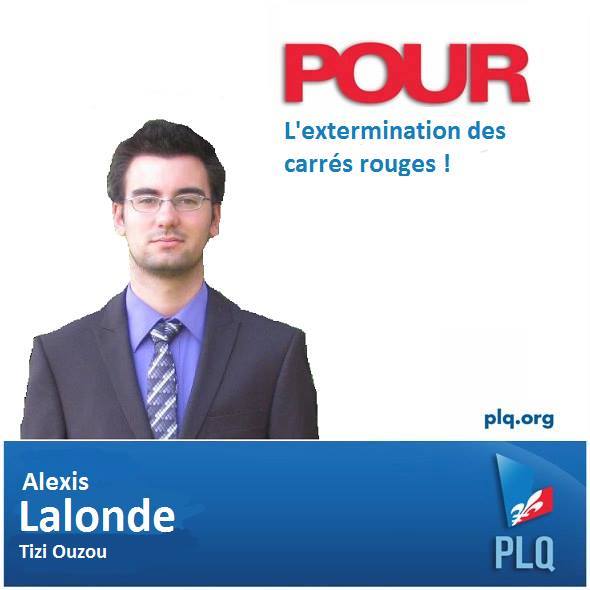 POUR
L'extermination des
carrés rouges !
plq.org
Alexis
Lalonde
Tizi Ouzou
PLQ